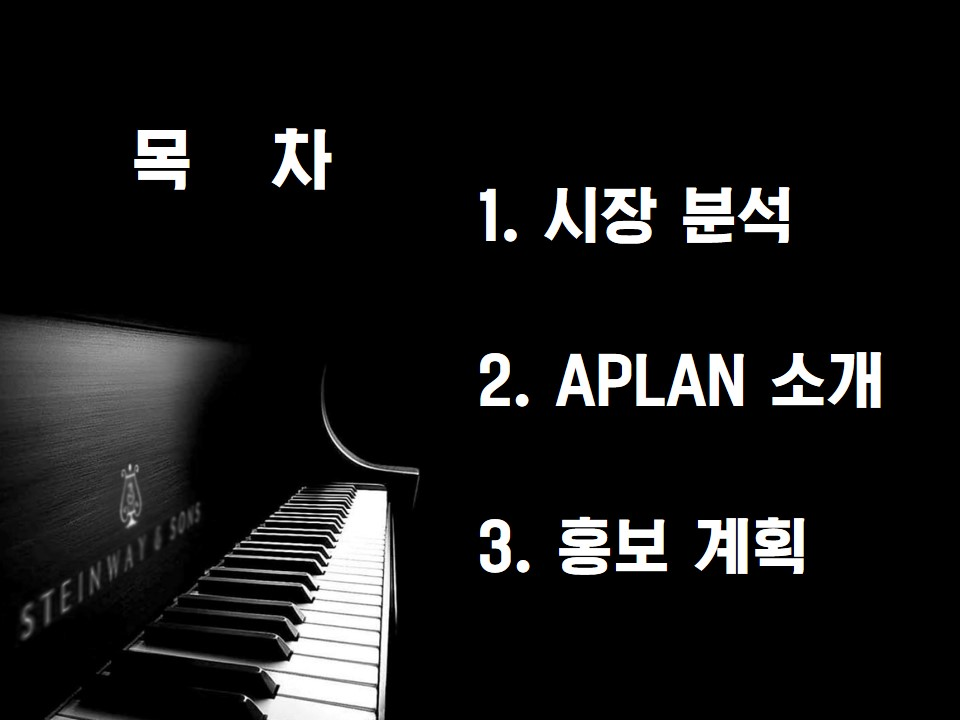 목 차
1. 시장 분석
2. APLAN 소개
3. 홍보 계획
STEINWAY & SONS